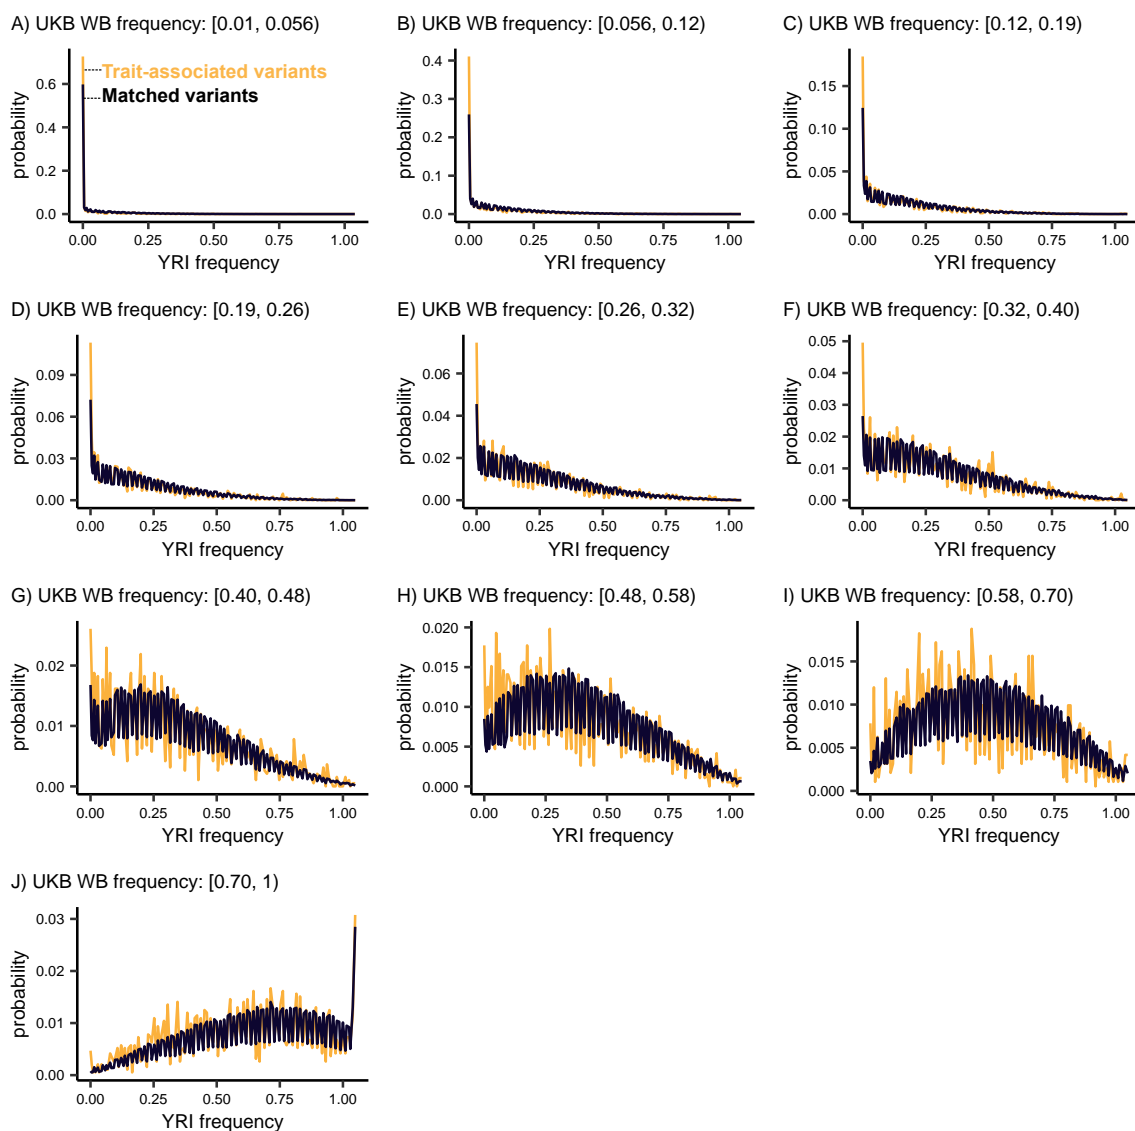 A) UKB WB frequency: [0.01, 0.056)
B) UKB WB frequency: [0.056, 0.12)
C) UKB WB frequency: [0.12, 0.19)
probability
0.6
0.4
0.2
0.0
Trait-associated variants
Matched variants
0.00 0.25 0.50 0.75 1.00
YRI frequency
probability
0.4
0.3
0.2
0.1
0.0
0.00 0.25 0.50 0.75 1.00
YRI frequency
probability
0.15
0.10
0.05
0.00
0.00 0.25 0.50 0.75 1.00
YRI frequency
D) UKB WB frequency: [0.19, 0.26)
E) UKB WB frequency: [0.26, 0.32)
F) UKB WB frequency: [0.32, 0.40)
probability
0.09
0.06
0.03
0.00
0.00 0.25 0.50 0.75 1.00
YRI frequency
probability
0.06
0.04
0.02
0.00
0.00 0.25 0.50 0.75 1.00
YRI frequency
probability
0.05
0.04
0.03
0.02
0.01
0.00
0.00 0.25 0.50 0.75 1.00
YRI frequency
G) UKB WB frequency: [0.40, 0.48)
H) UKB WB frequency: [0.48, 0.58)
I) UKB WB frequency: [0.58, 0.70)
probability
0.02
0.01
0.00
0.00 0.25 0.50 0.75 1.00
YRI frequency
probability
0.020
0.015
0.010
0.005
0.000
0.00 0.25 0.50 0.75 1.00
YRI frequency
probability
0.015
0.010
0.005
0.000
0.00 0.25 0.50 0.75 1.00
YRI frequency
J) UKB WB frequency: [0.70, 1)
probability
0.03
0.02
0.01
0.00
0.00 0.25 0.50 0.75 1.00
YRI frequency